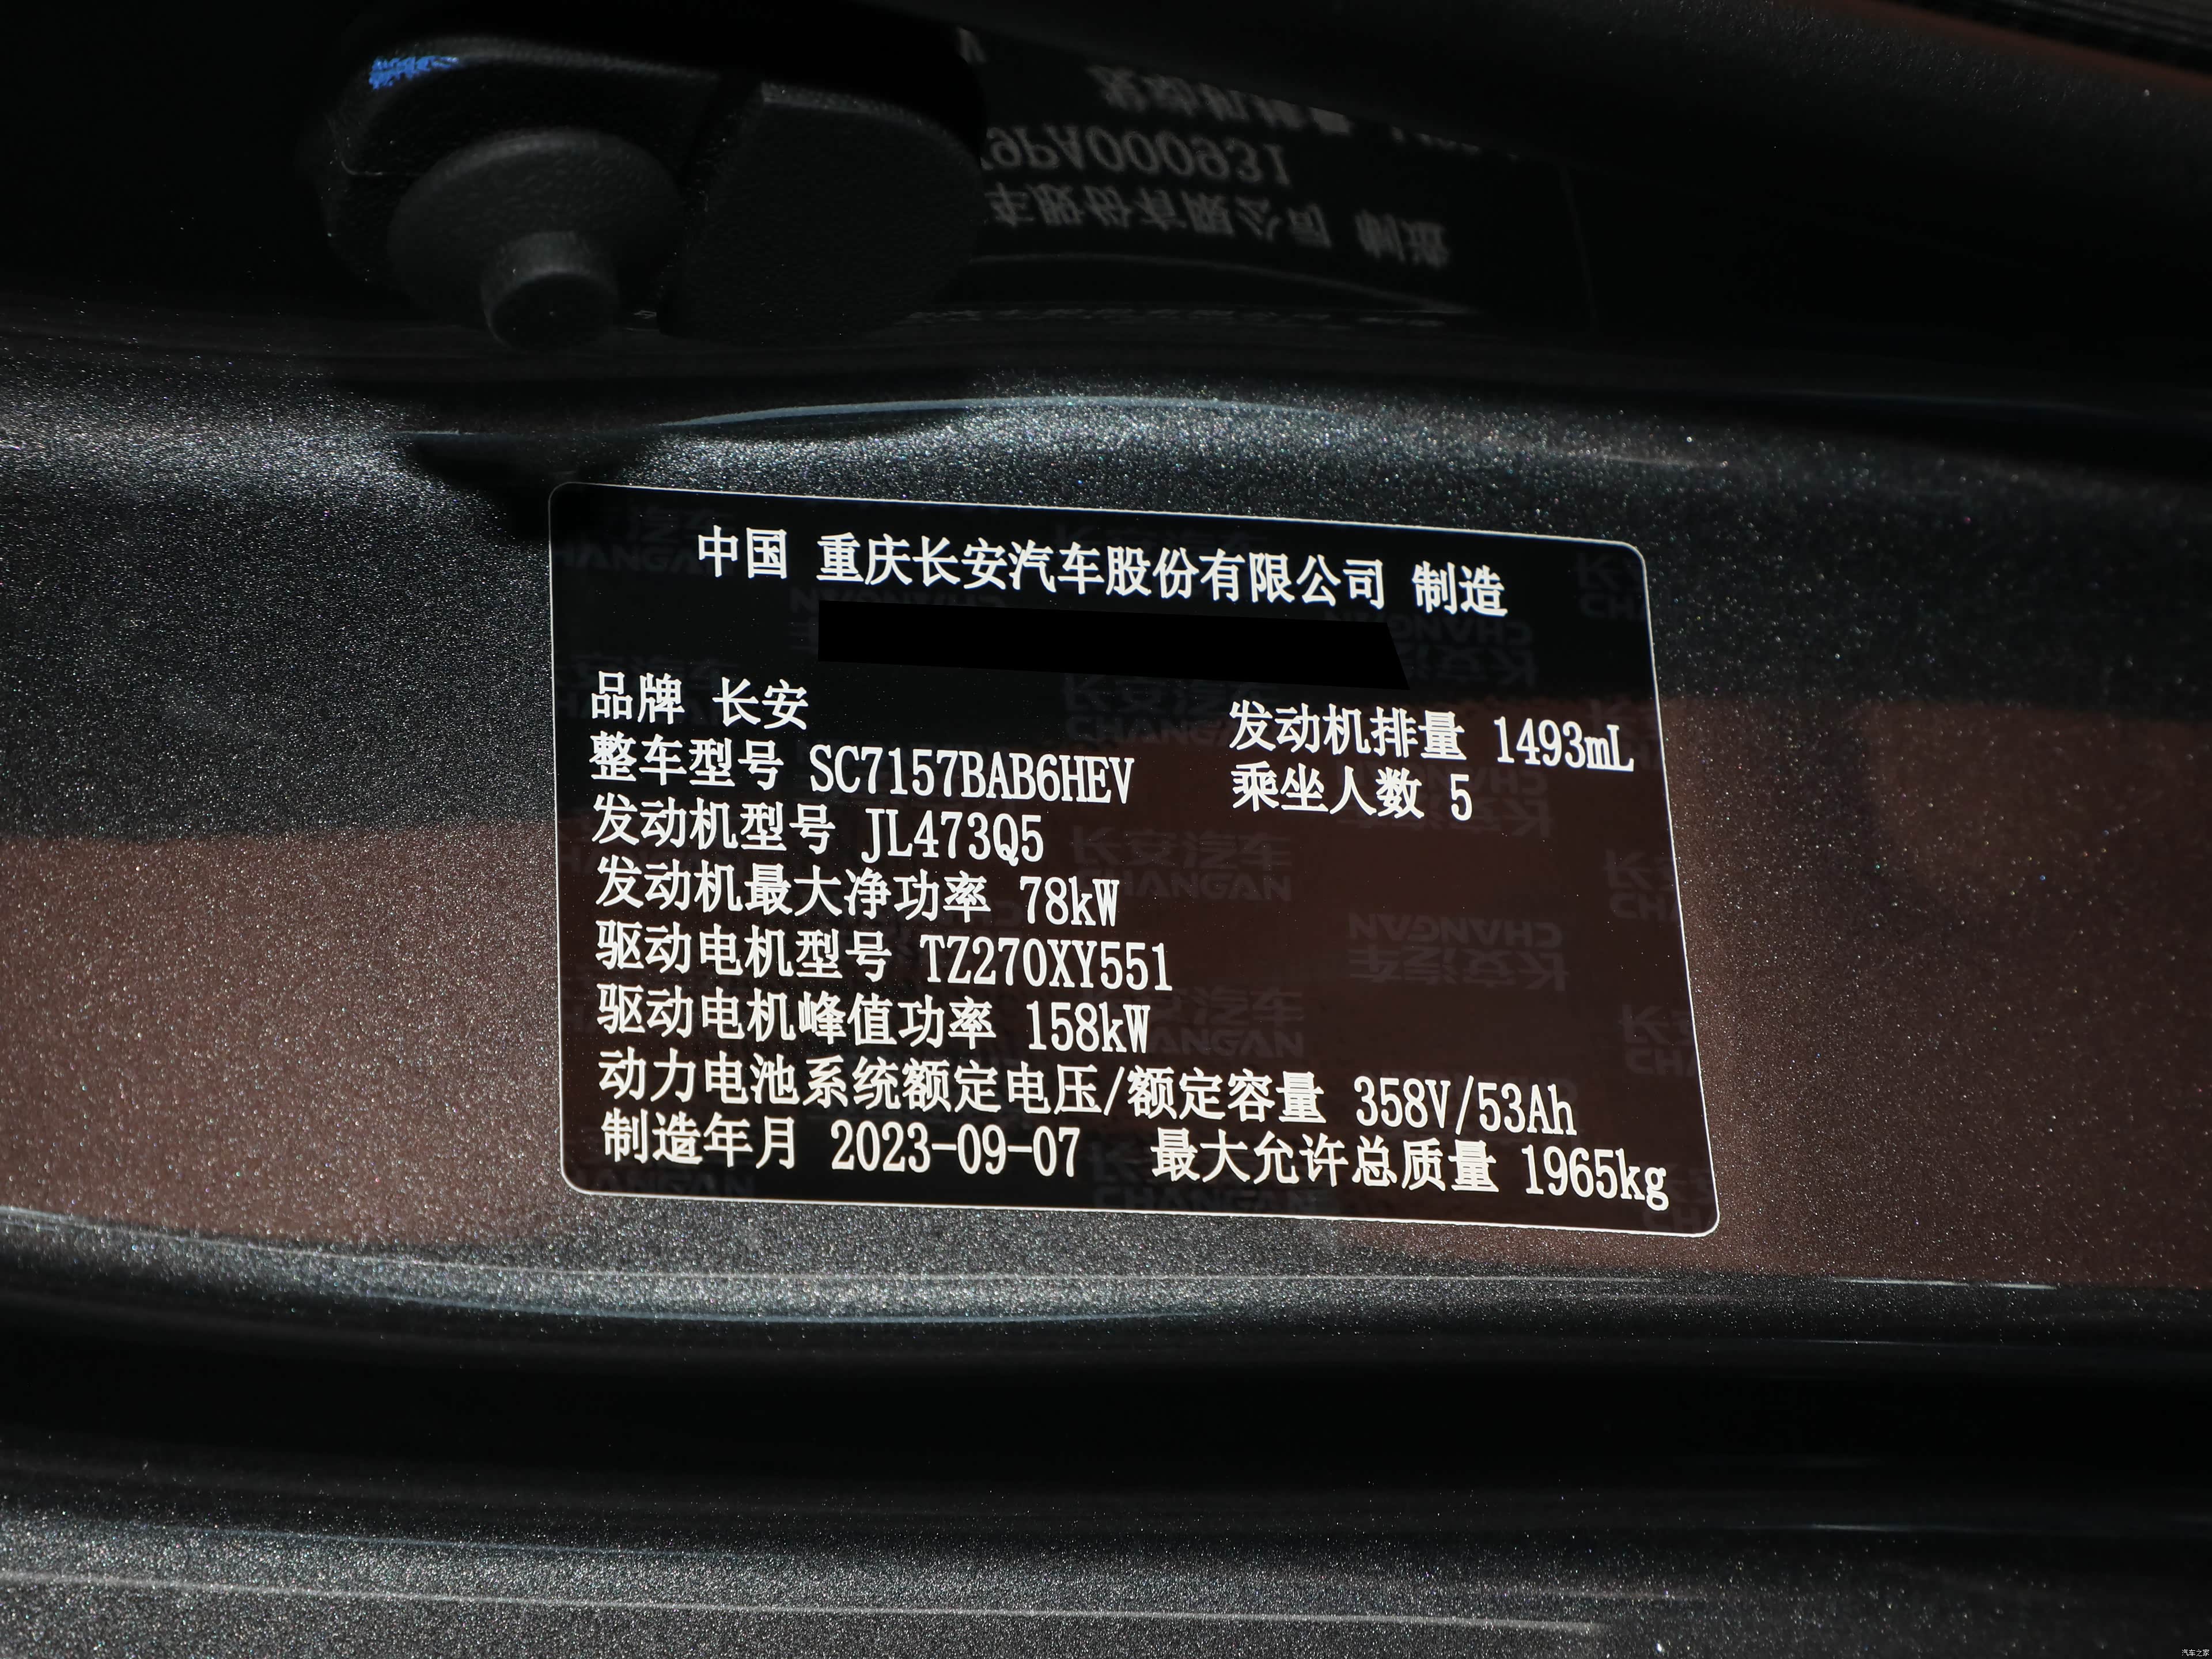 中国 重庆长安汽车股份有限公司 制造
品牌 长安
发动机排量 1493mL
整车型号 SC7157BAB6HEV
乘坐人数 5
发动机型号 JL473Q5
发动机最大净功率 78kW
驱动电机型号 TZ270XY551
驱动电机峰值功率 158kW
动力电池系统额定电压/额定容量 358V/53Ah
制造年月 2023-09-07 最大允许总质量 1965kg
汽车之家